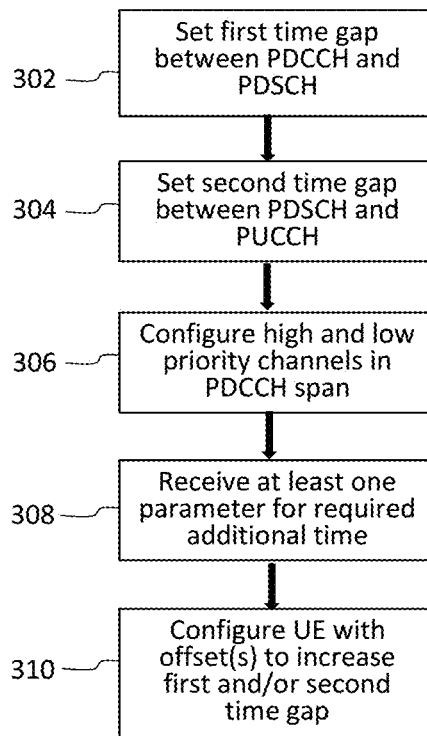 302
Set first time gap
between PDCCH and
PDSCH
304
Set second time gap
between PDSCH and
PUCCH
306
Configure high and low
priority channels in
PDCCH span
308
Receive at least one
parameter for required
additional time
310
Configure UE with
offset(s) to increase
first and/or second
time gap